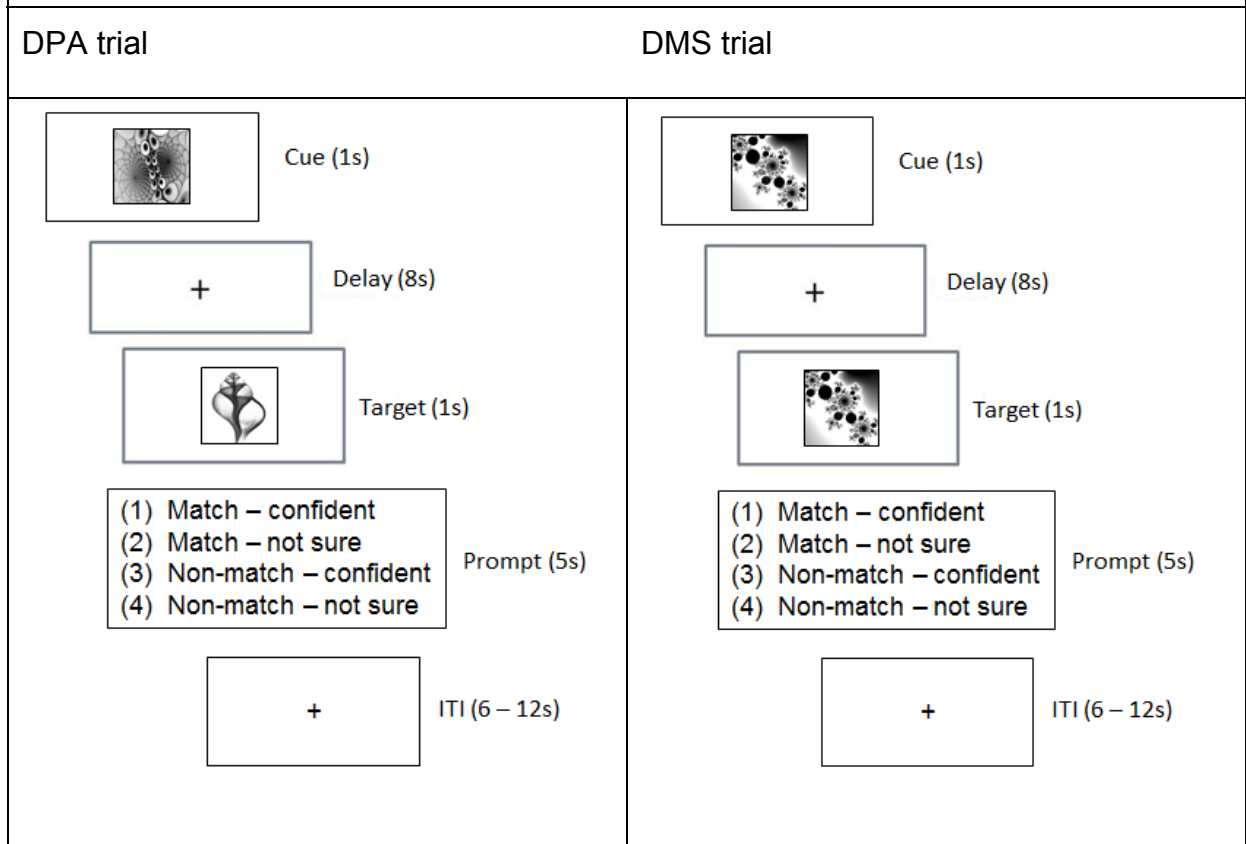 DPA trial
DMS trial
Cue (1s)
Delay (8s)
+
Target (1s)
(1) Match – confident
(2) Match – not sure
(3) Non-match – confident
(4) Non-match – not sure
Prompt (5s)
+
ITI (6 – 12s)
Cue (1s)
Delay (8s)
+
Target (1s)
(1) Match – confident
(2) Match – not sure
(3) Non-match – confident
(4) Non-match – not sure
Prompt (5s)
+
ITI (6 – 12s)